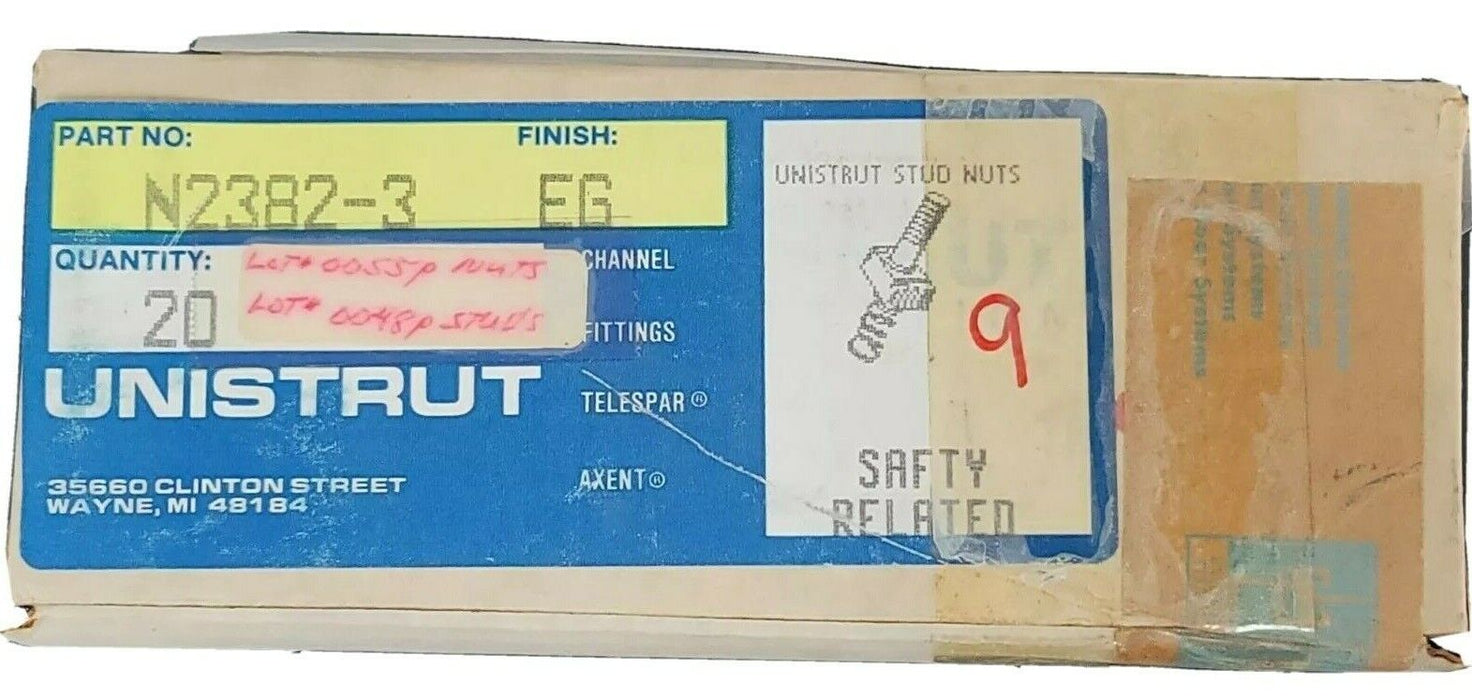 PART NO: FINISH:
N2382-3 EG
QUANTITY: LOT# 0055p NUTS
20 LOT# 0048p STUDS
CHANNEL
FITTINGS
UNISTRUT
TELESPAR®
AXENT®
35660 CLINTON STREET
WAYNE, MI 48184
UNISTRUT STUD NUTS
9
SAFTY
RELATED